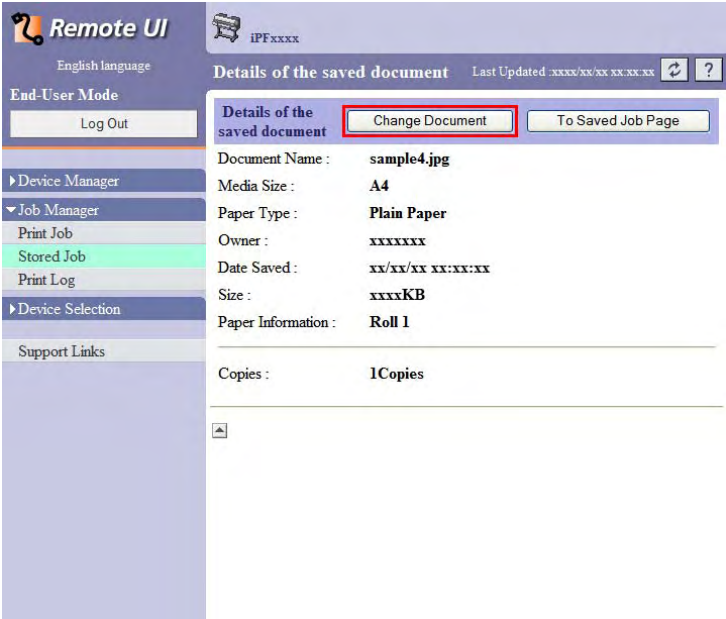 Remote UI
English language
End-User Mode
Log Out
Device Manager
Job Manager
Print Job
Stored Job
Print Log
Device Selection
Support Links
iPFxxxx
Details of the saved document Last Updated :xxxx/xx/xx xx:xx:xx ?
Details of the
saved document
Change Document To Saved Job Page
Document Name : sample4.jpg
Media Size : A4
Paper Type : Plain Paper
Owner : xxxxxxx
Date Saved : xx/xx/xx xx:xx:xx
Size : xxxxKB
Paper Information : Roll 1
Copies : 1Copies